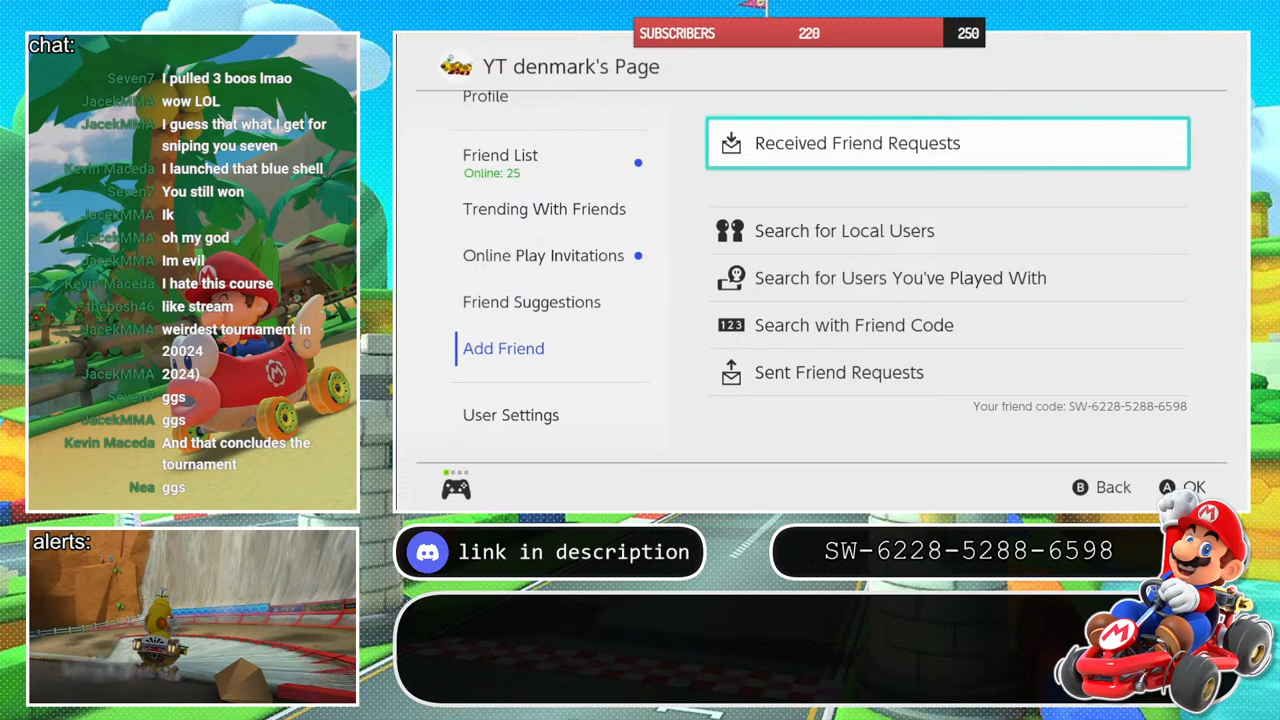 chat:
Seven7 I pulled 3 boos lmao
JacekMMA wow LOL
JacekMMA I guess that what I get for
sniping you seven
Kevin Maceda I launched that blue shell
Seven7 You still won
JacekMMA Ik
JacekMMA oh my god
JacekMMA Im evil
Kevin Maceda I hate this course
thebosh46 like stream
JacekMMA weirdest tournament in
20024
JacekMMA 2024)
Seven7 ggs
JacekMMA ggs
Kevin Maceda And that concludes the
tournament
Nea ggs
alerts:
SUBSCRIBERS 220 250
YT denmark's Page
Profile
Friend List
Online: 25
Trending With Friends
Online Play Invitations
Friend Suggestions
Add Friend
User Settings
Received Friend Requests
Search for Local Users
Search for Users You've Played With
123 Search with Friend Code
Sent Friend Requests
Your friend code: SW-6228-5288-6598
B Back A OK
link in description
SW-6228-5288-6598